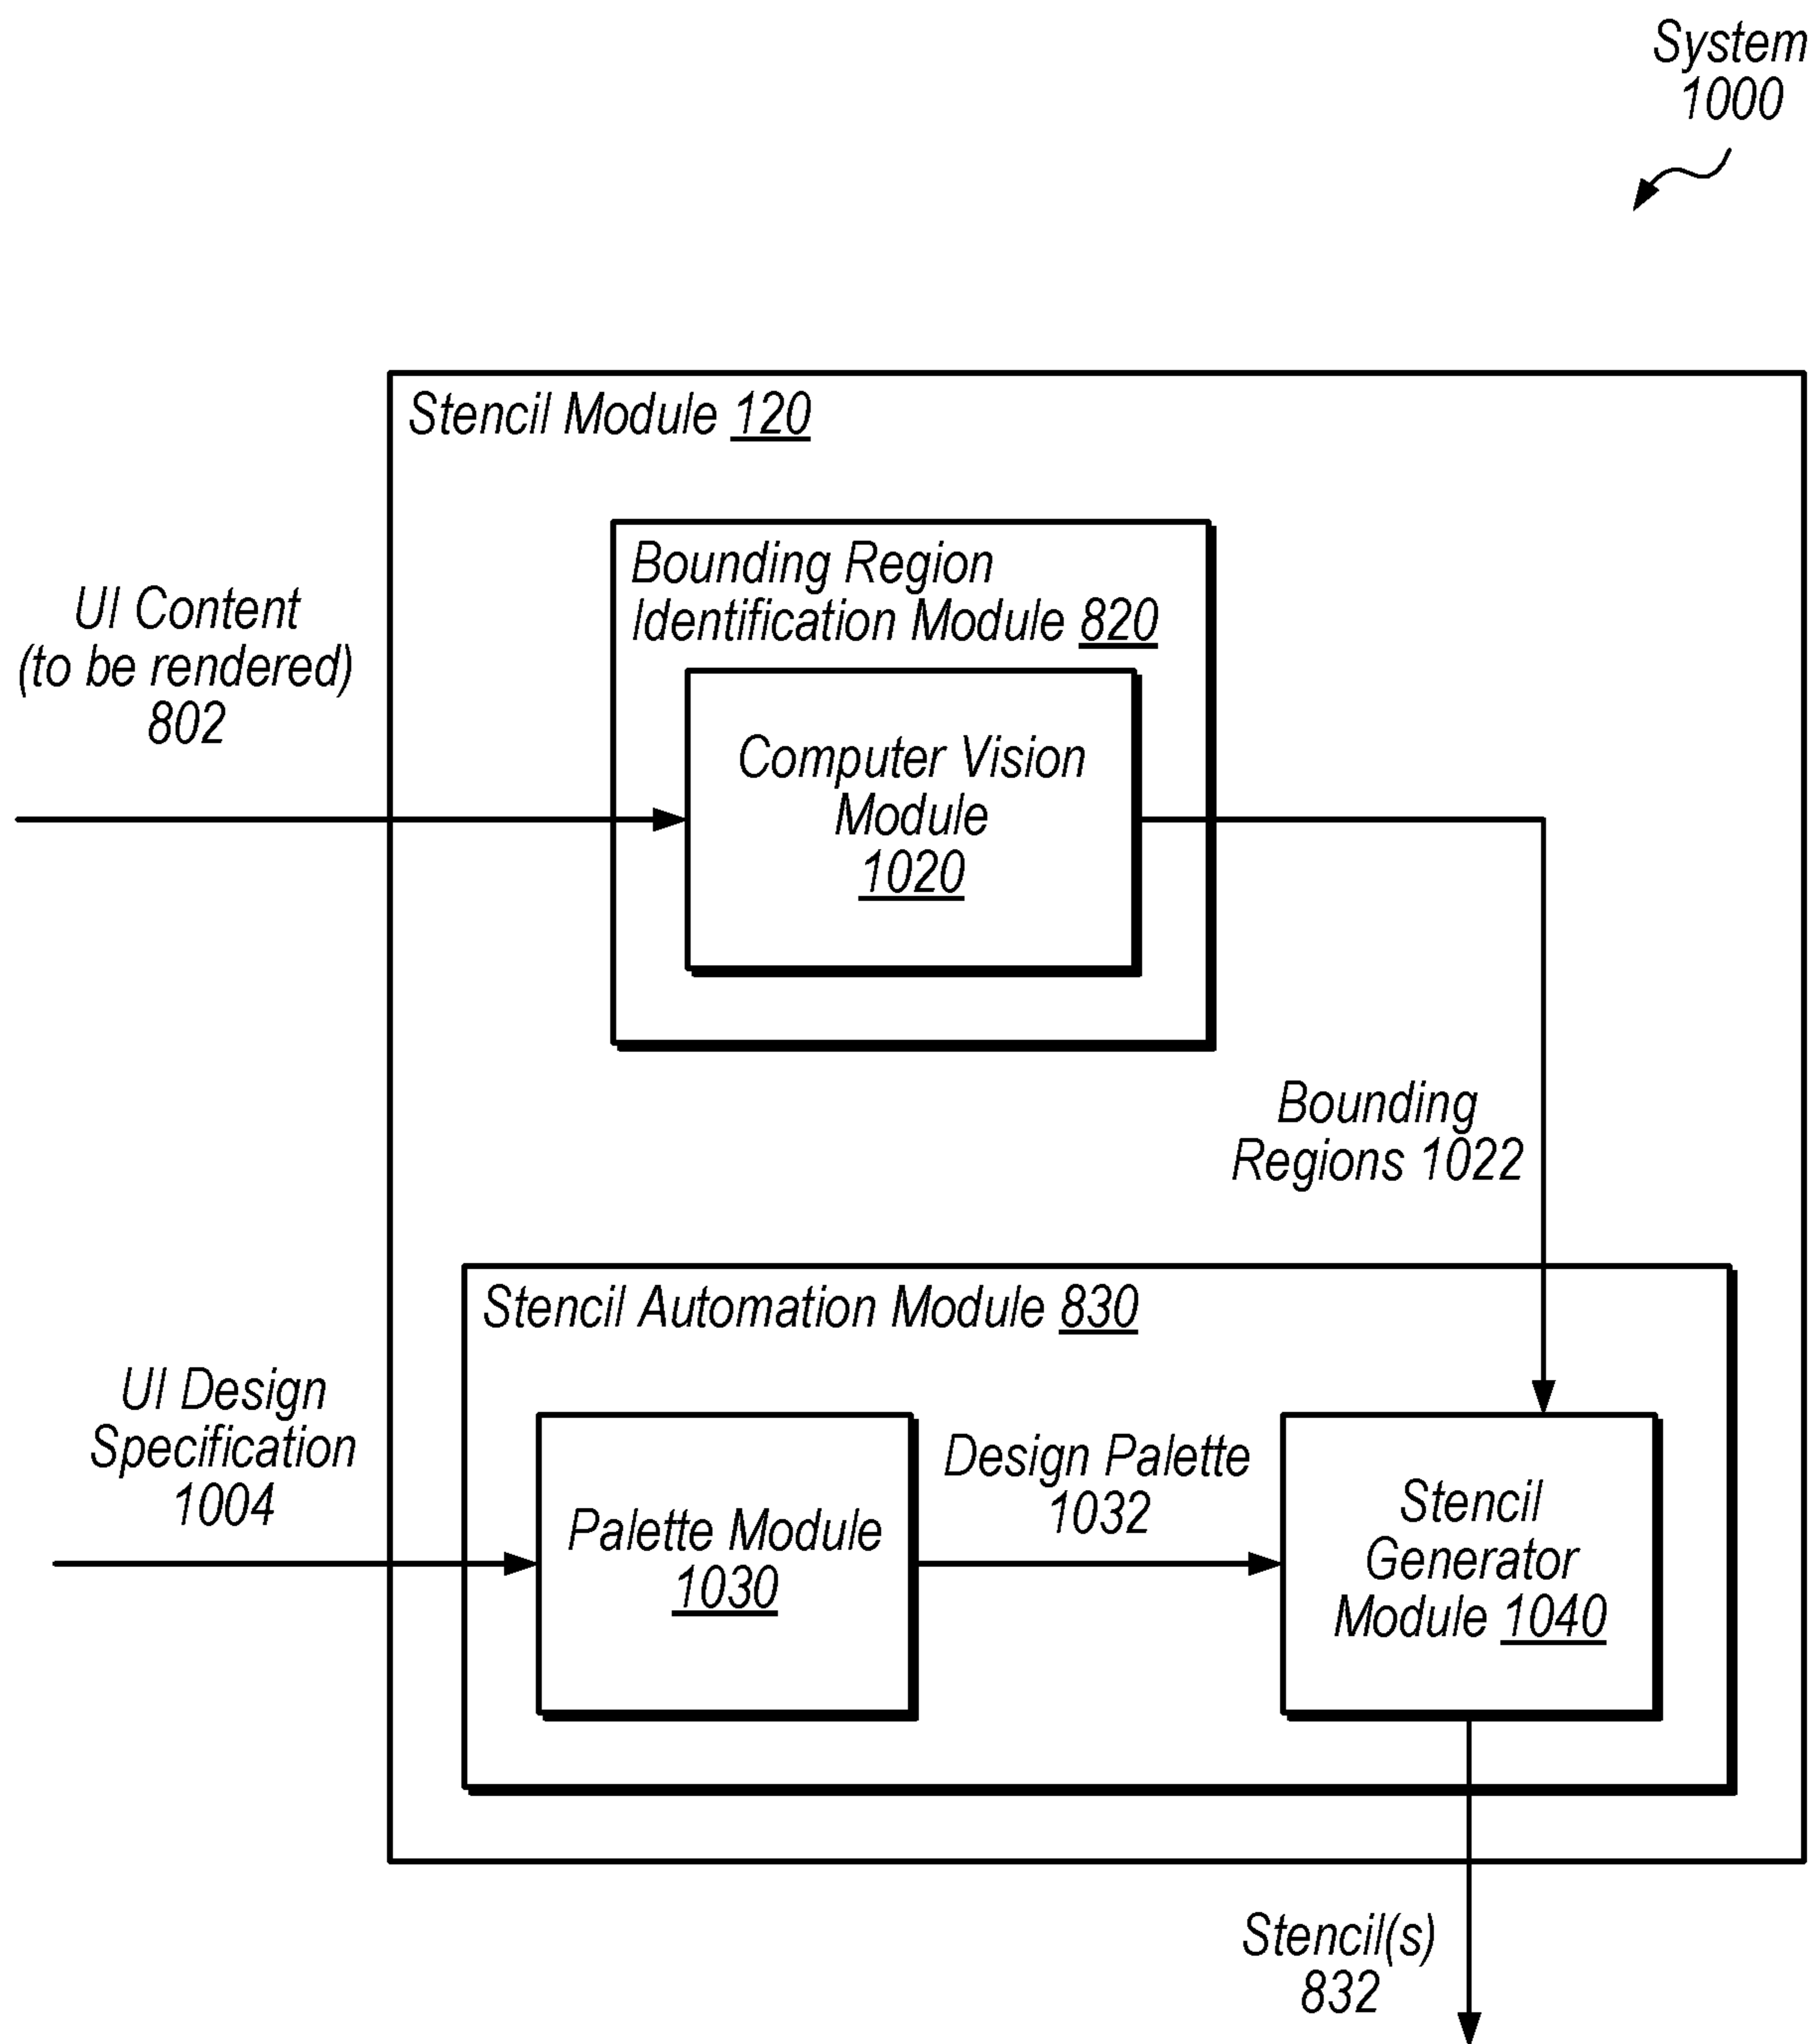 System
1000
Stencil Module 120
Bounding Region
Identification Module 820
UI Content
(to be rendered)
802
Computer Vision
Module
1020
Bounding
Regions 1022
Stencil Automation Module 830
UI Design
Specification
1004
Palette Module
1030
Design Palette
1032
Stencil
Generator
Module 1040
Stencil(s)
832